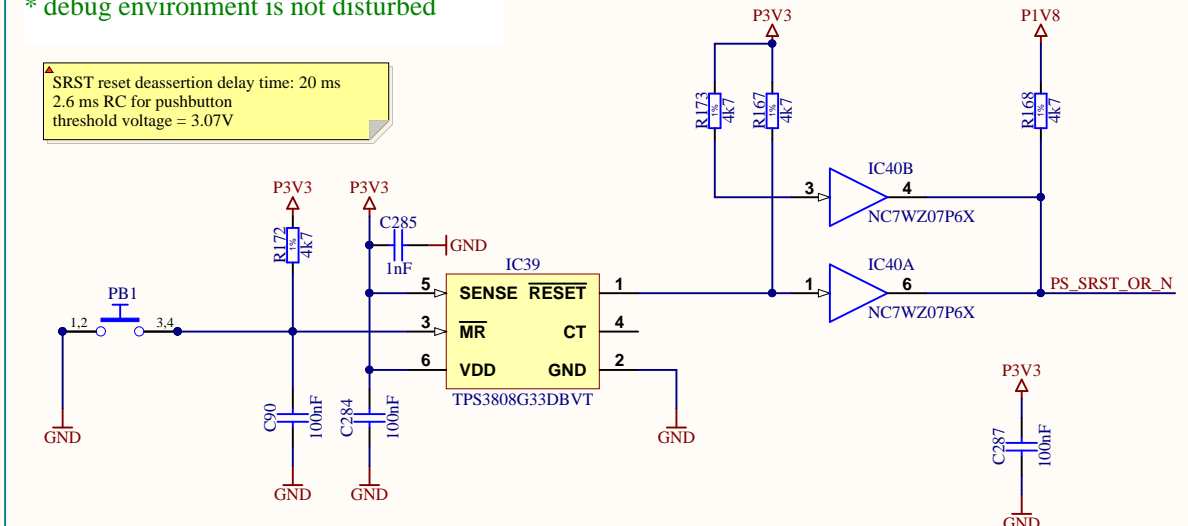 * debug environment is not disturbed
P3V3
P1V8
SRST reset deassertion delay time: 20 ms
2.6 ms RC for pushbutton
threshold voltage = 3.07V
R173
1%
4k7
R167
1%
4k7
R168
1%
4k7
IC40B
3
4
NC7WZ07P6X
P3V3
P3V3
R172
1%
4k7
C285
1nF
GND
IC39
IC40A
1
6
NC7WZ07P6X
PS_SRST_OR_N
PB1
1,2
3,4
5
SENSE
RESET
1
3
MR
CT
4
6
VDD
GND
2
TPS3808G33DBVT
P3V3
C90
100nF
C284
100nF
C287
100nF
GND
GND
GND
GND
GND